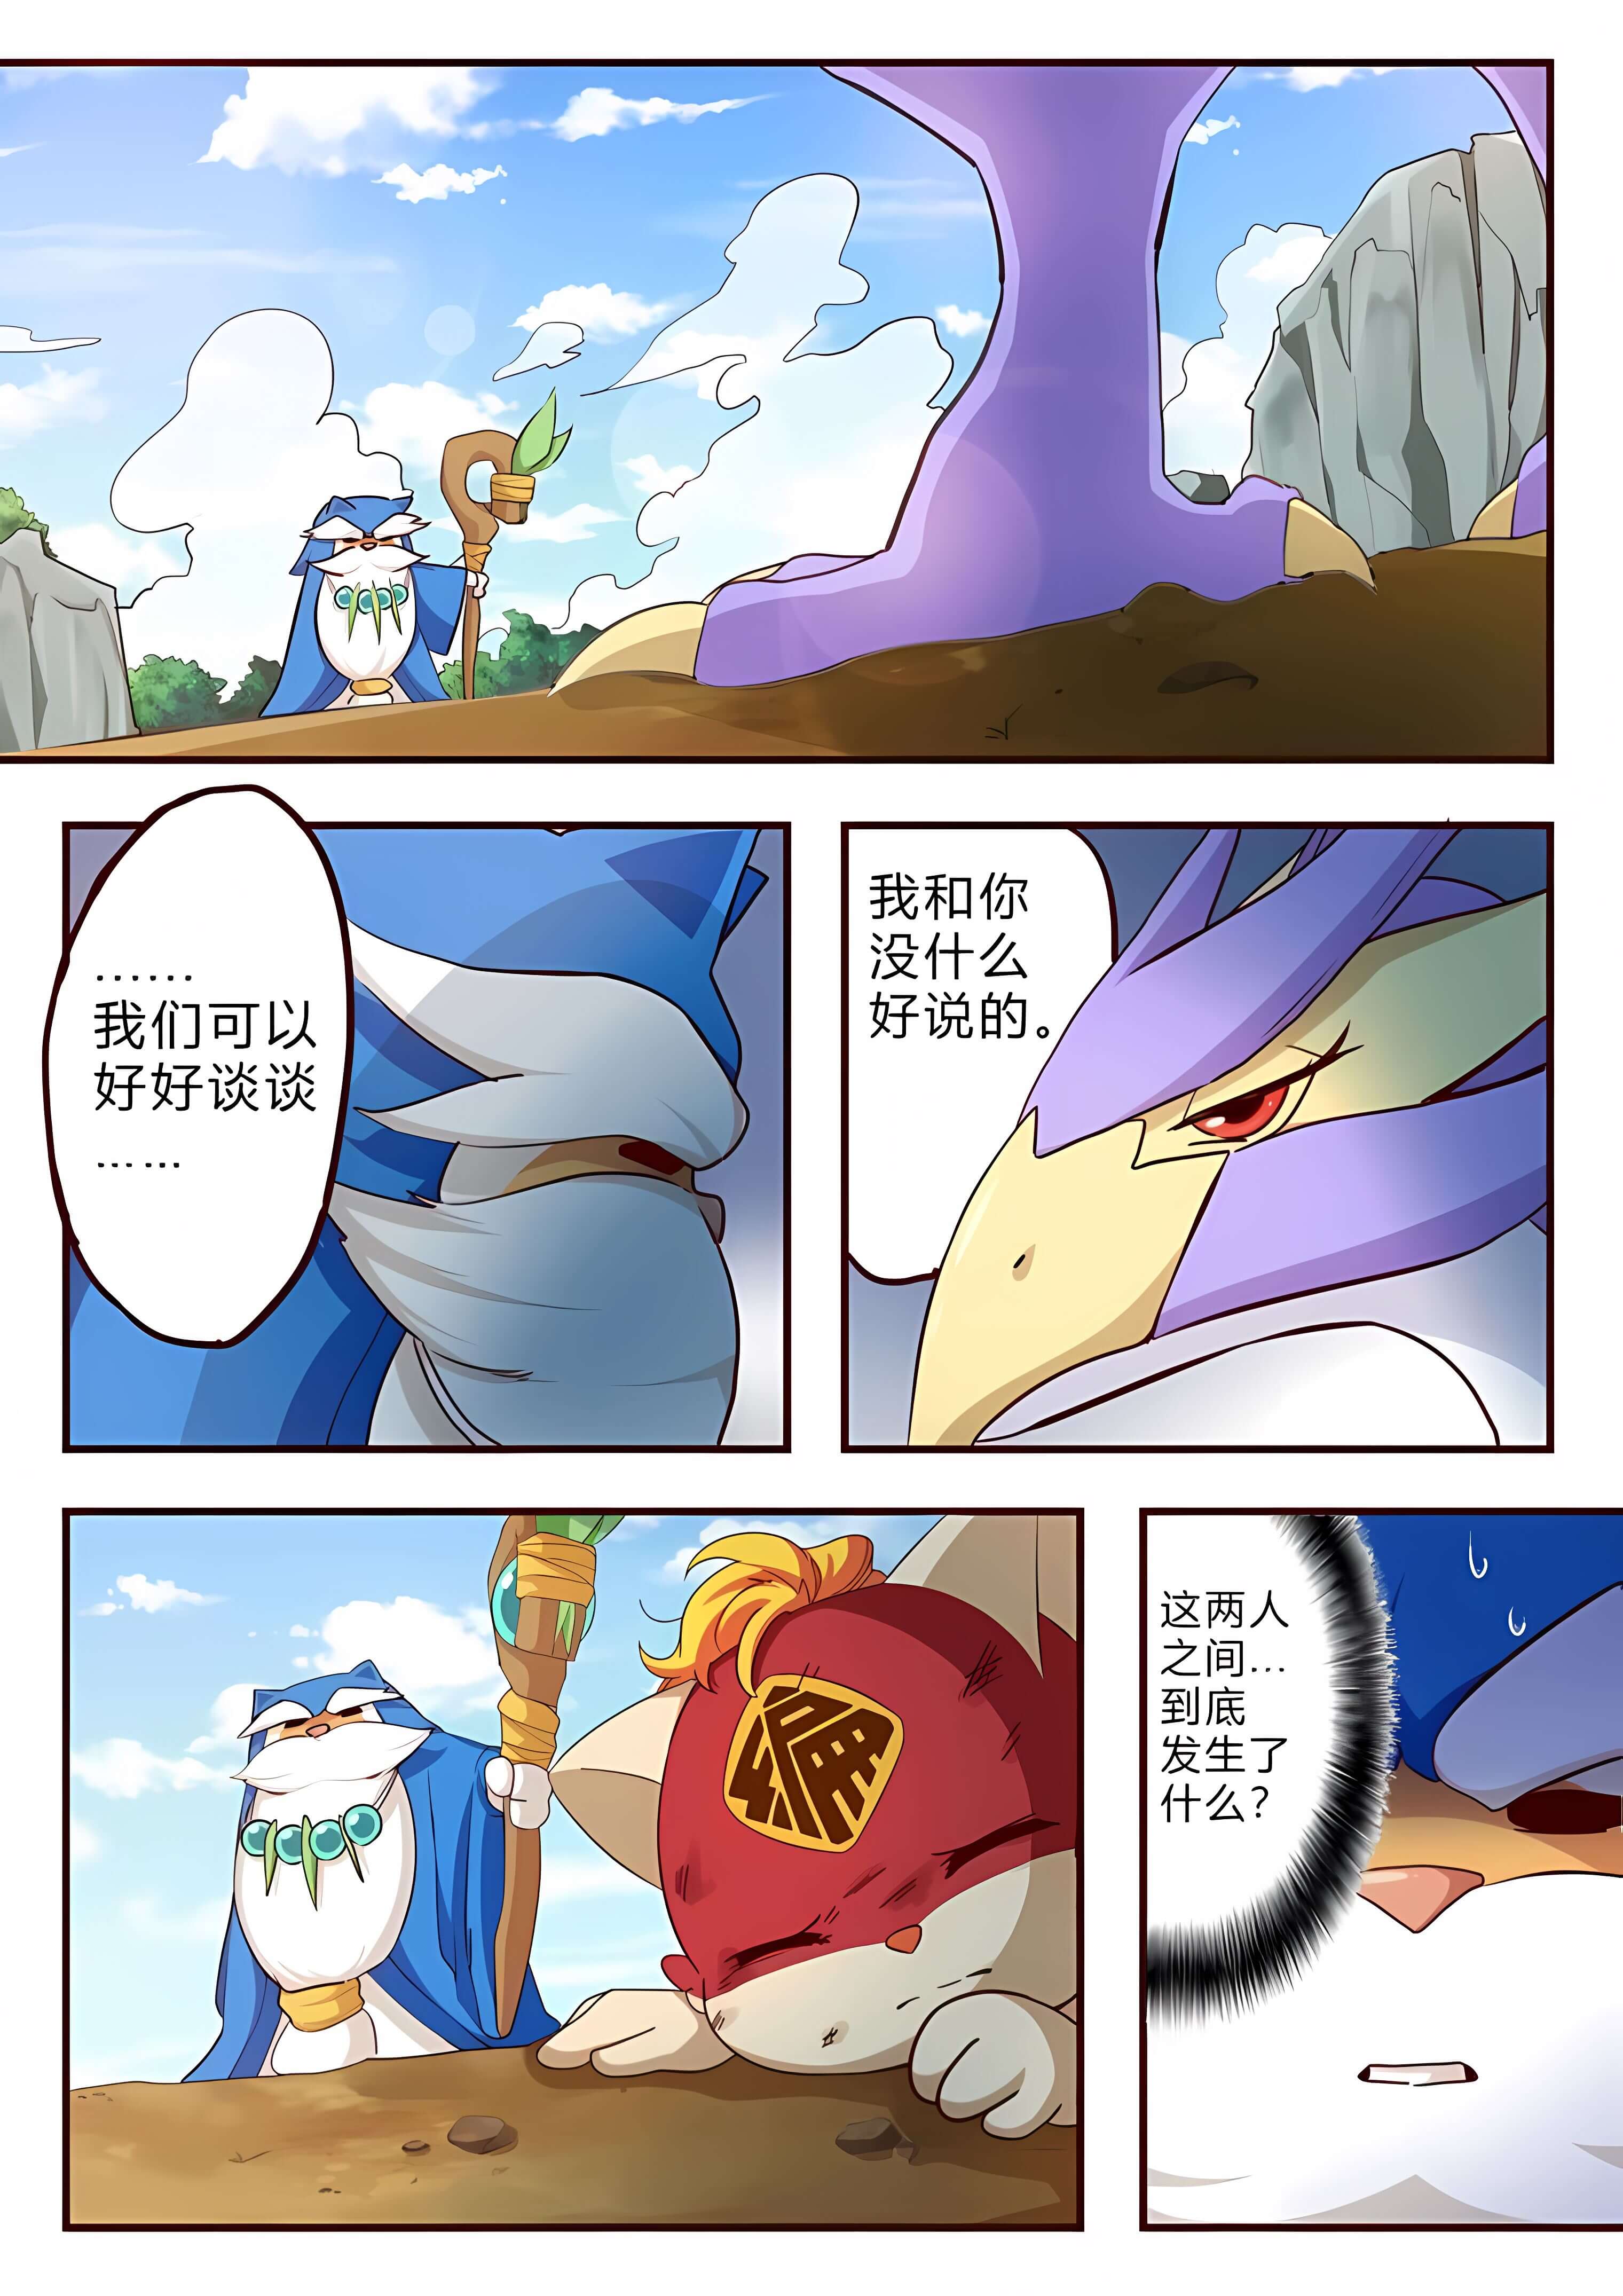 ……
我们可以
好好谈谈
……
我和你
没什么
好说的。
这两人
之间…
到底
发生了
什么？